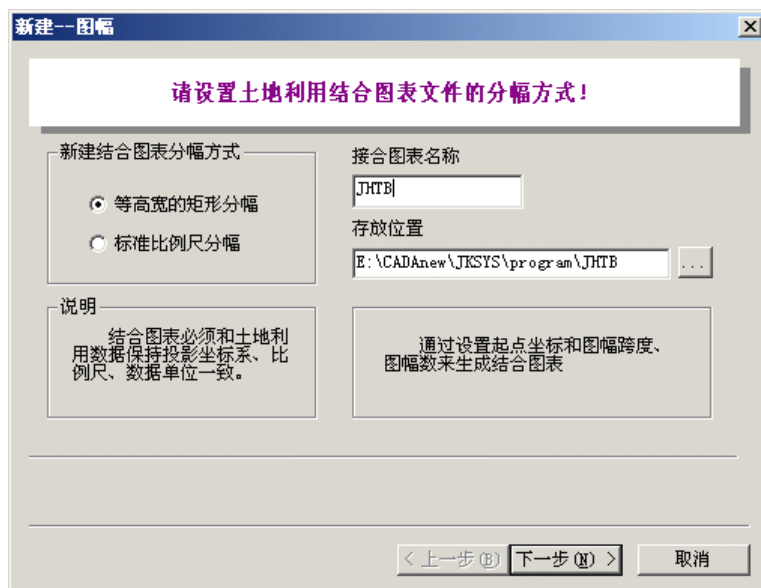 新建--图幅
请设置土地利用结合图表文件的分幅方式!
新建结合图表分幅方式
等高宽的矩形分幅
标准比例尺分幅
接合图表名称
JHTB
存放位置
E:\CADAnew\JKSYS\program\JHTB
...
说明
结合图表必须和土地利
用数据保持投影坐标系、比
例尺、数据单位一致。
通过设置起点坐标和图幅跨度、
图幅数来生成结合图表
< 上一步(B)
下一步(N) >
取消